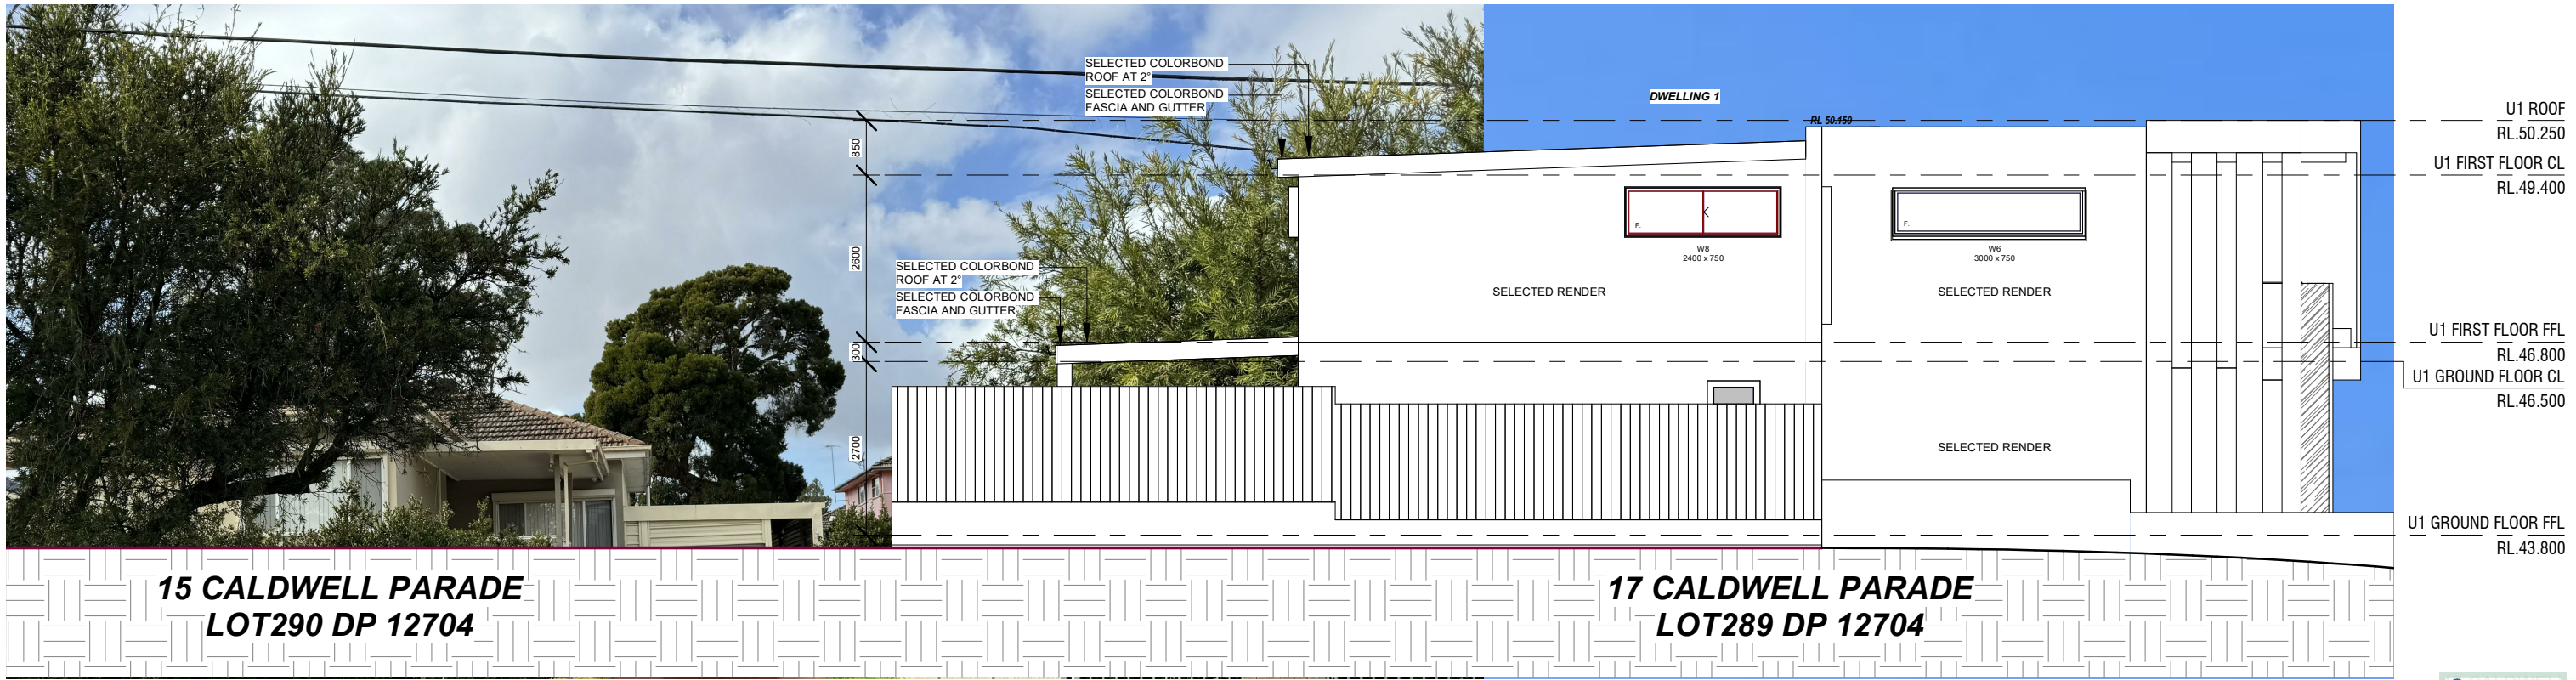 SELECTED COLORBOND
ROOF AT 2°
SELECTED COLORBOND
FASCIA AND GUTTER
DWELLING 1
RL 50.150
U1 ROOF
RL.50.250
850
U1 FIRST FLOOR CL
RL.49.400
F.
F.
W8
2400 x 750
W6
3000 x 750
2600
SELECTED COLORBOND
ROOF AT 2°
SELECTED COLORBOND
FASCIA AND GUTTER
SELECTED RENDER
SELECTED RENDER
300
U1 FIRST FLOOR FFL
RL.46.800
U1 GROUND FLOOR CL
RL.46.500
2700
SELECTED RENDER
U1 GROUND FLOOR FFL
RL.43.800
15 CALDWELL PARADE
LOT290 DP 12704
17 CALDWELL PARADE
LOT289 DP 12704